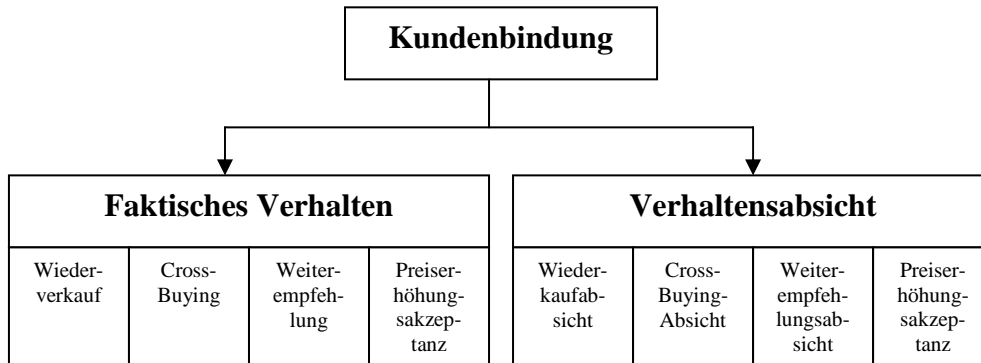 Kundenbindung
Faktisches Verhalten
Wieder-
verkauf
Cross-
Buying
Weiter-
empfeh-
lung
Preiser-
höhung-
sakzep-
tanz
Verhaltensabsicht
Wieder-
kaufab-
sicht
Cross-
Buying-
Absicht
Weiter-
empfeh-
lungsab-
sicht
Preiser-
höhung-
sakzep-
tanz